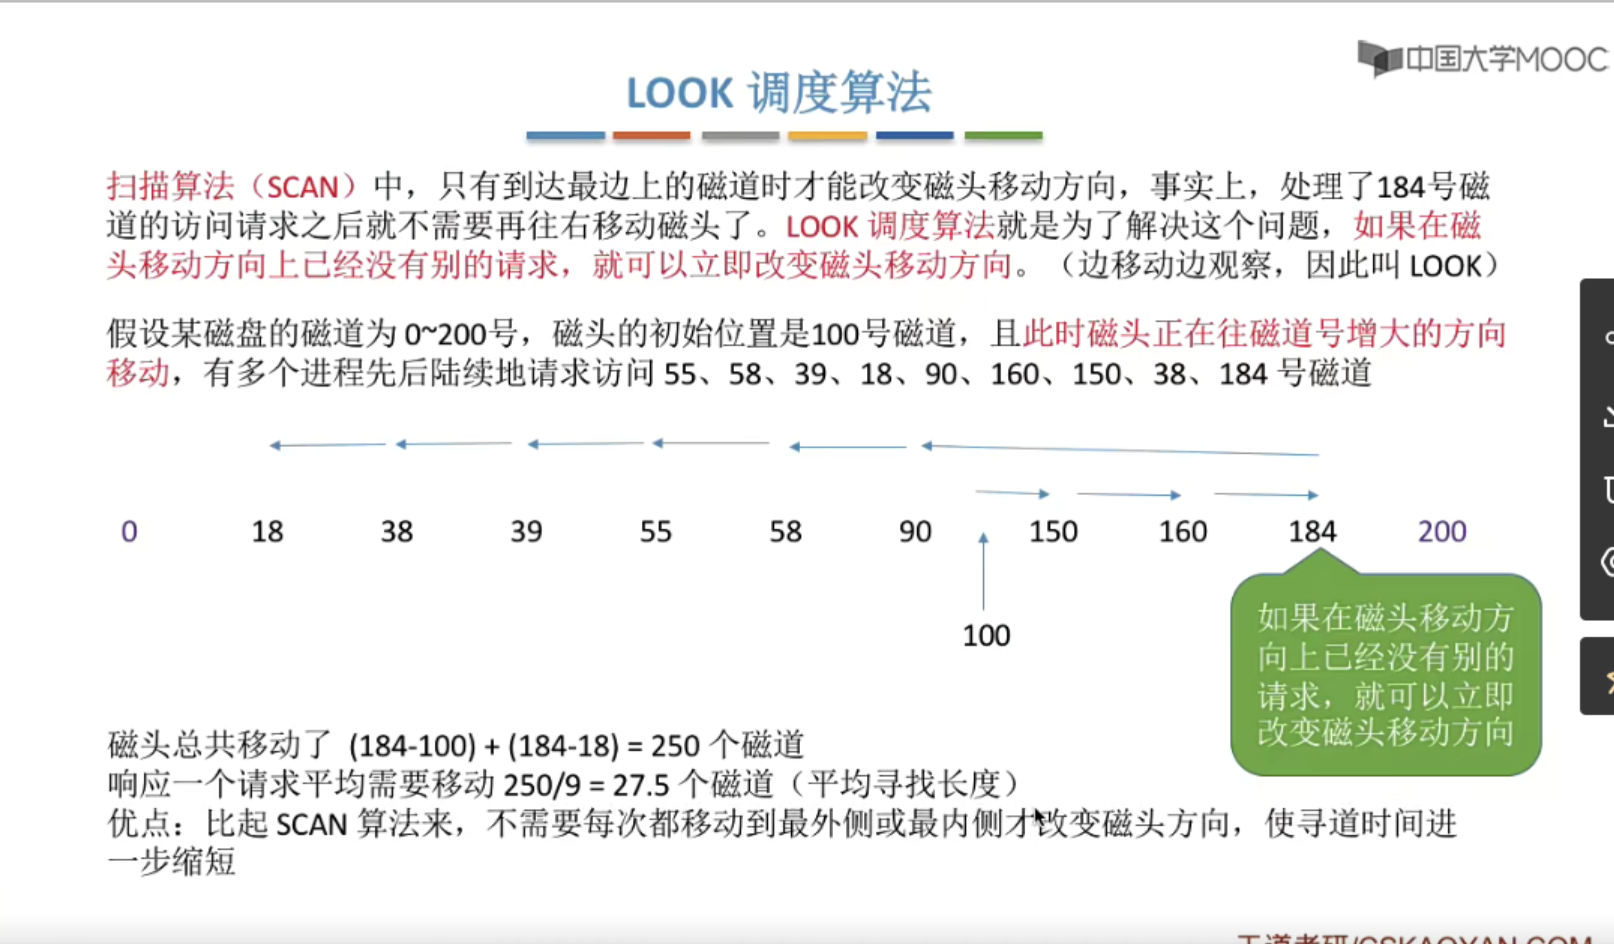 中国大学MOOC
LOOK 调度算法
扫描算法（SCAN）中，只有到达最边上的磁道时才能改变磁头移动方向，事实上，处理了184号磁
道的访问请求之后就不需要再往右移动磁头了。LOOK 调度算法就是为了解决这个问题，如果在磁
头移动方向上已经没有别的请求，就可以立即改变磁头移动方向。（边移动边观察，因此叫 LOOK）
假设某磁盘的磁道为 0~200号，磁头的初始位置是100号磁道，且此时磁头正在往磁道号增大的方向
移动，有多个进程先后陆续地请求访问 55、58、39、18、90、160、150、38、184 号磁道
0 18 38 39 55 58 90 150 160 184 200
100
如果在磁头移动方
向上已经没有别的
请求，就可以立即
改变磁头移动方向
磁头总共移动了 (184-100) + (184-18) = 250 个磁道
响应一个请求平均需要移动 250/9 = 27.5 个磁道（平均寻找长度）
优点：比起 SCAN 算法来，不需要每次都移动到最外侧或最内侧才改变磁头方向，使寻道时间进
一步缩短
王道考研/CSKAOYAN.COM